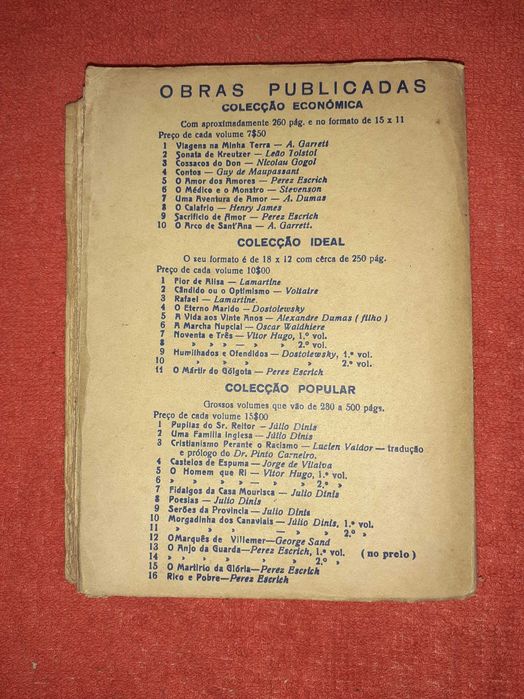 OBRAS PUBLICADAS
COLECÇÃO ECONÓMICA
Com aproximadamente 260 pág. e no formato de 15 x 11
Preço de cada volume 7$50
1 Viagens na Minha Terra — A. Garrett
2 Sonata de Kreutzer — Leão Tolstoi
3 Cossacos do Don — Nicolau Gogol
4 Contos — Guy de Maupassant
5 O Amor dos Amores — Perez Escrich
6 O Médico e o Monstro — Stevenson
7 Uma Aventura de Amor — A. Dumas
8 O Calafrio — Henry James
9 Sacrifício de Amor — Perez Escrich
10 O Arco de Sant'Ana — A. Garrett.
COLECÇÃO IDEAL
O seu formato é de 18 x 12 com cêrca de 250 pág.
Preço de cada volume 10$00
1 Flor de Alisa — Lamartine
2 Cândido ou o Optimismo — Voltaire
3 Rafael — Lamartine.
4 O Eterno Marido — Dostolewsky
5 A Vida aos Vinte Anos — Alexandre Dumas (filho)
6 A Marcha Nupcial — Oscar Waldhiere
7 Noventa e Três — Vitor Hugo, 1.º vol.
8 » » » — » » 2.º vol.
9 Humilhados e Ofendidos — Dostolewsky, 1.º vol.
10 » » » » 2.º vol.
11 O Mártir do Gólgota — Perez Escrich
COLECÇÃO POPULAR
Grossos volumes que vão de 280 a 500 págs.
Preço de cada volume 15$00
1 Pupilas do Sr. Reitor — Júlio Dinis
2 Uma Família Inglesa — Júlio Dinis
3 Cristianismo Perante o Racismo — Lucien Valdor — tradução
e prólogo do Dr. Pinto Carneiro.
4 Castelos de Espuma — Jorge de Vilalva
5 O Homem que Ri — Vitor Hugo, 1.º vol.
6 » » » » — » » 2.º »
7 Fidalgos da Casa Mourisca — Julio Dinis
8 Poesias — Julio Dinis
9 Serões da Provincia — Julio Dinis
10 Morgadinha dos Canaviais — Júlio Dinis, 1.º vol.
11 » » » — » » 2.º »
12 O Marquês de Villemer — George Sand
13 O Anjo da Guarda — Perez Escrich, 1.º vol. (no prelo)
14 » » » » » » 2.º »
15 O Martírio da Glória — Perez Escrich
16 Rico e Pobre — Perez Escrich